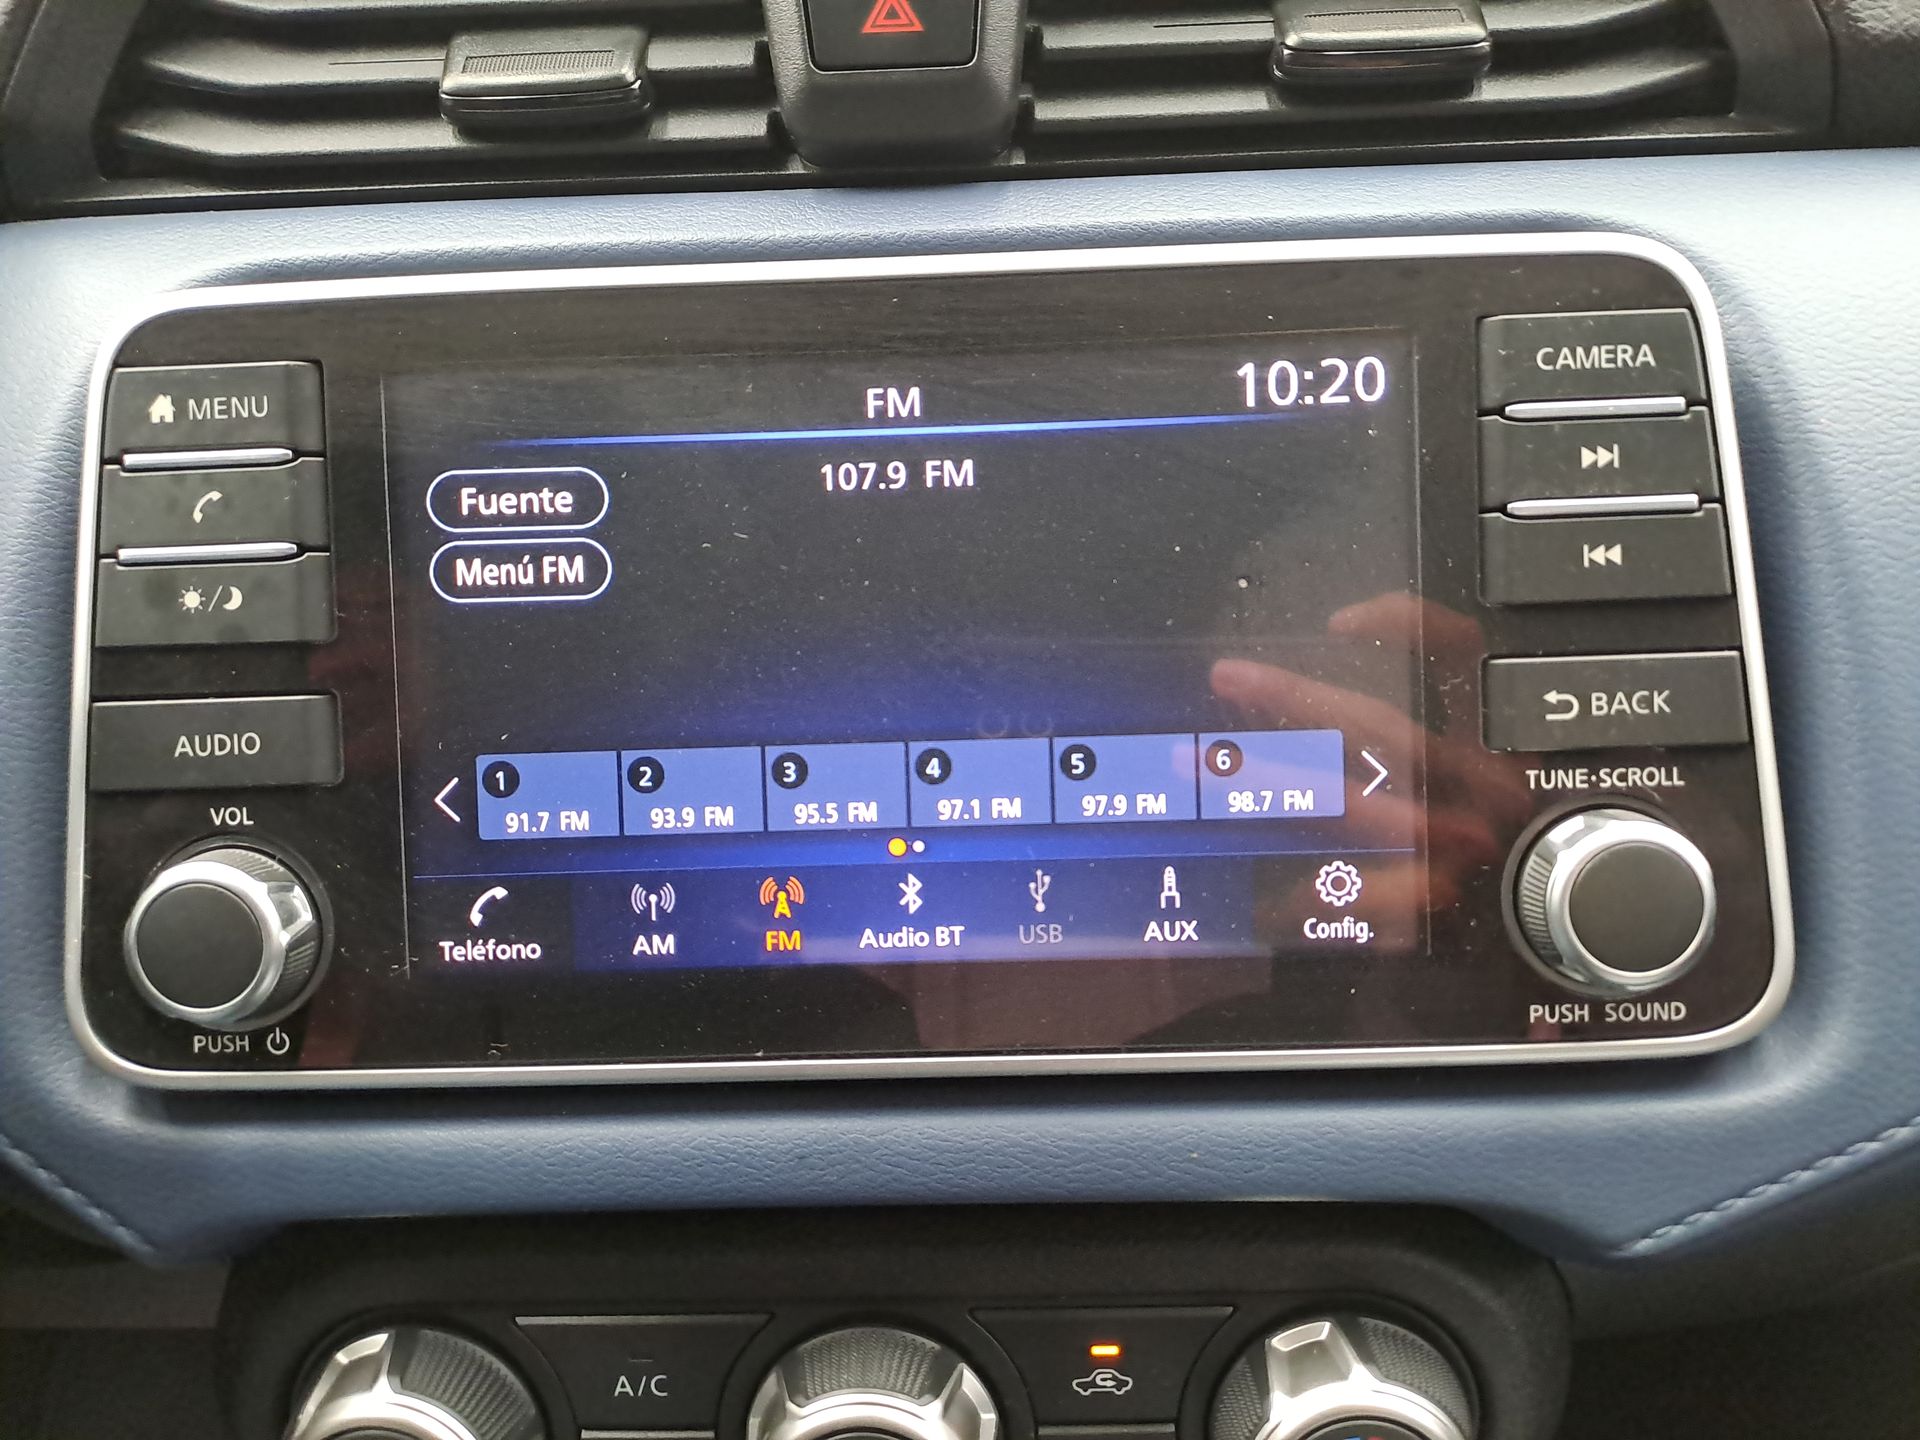 MENU
AUDIO
VOL
PUSH
FM
10:20
107.9 FM
Fuente
Menú FM
1 91.7 FM
2 93.9 FM
3 95.5 FM
4 97.1 FM
5 97.9 FM
6 98.7 FM
Teléfono
AM
FM
Audio BT
USB
AUX
Config.
CAMERA
BACK
TUNE·SCROLL
PUSH SOUND
A/C